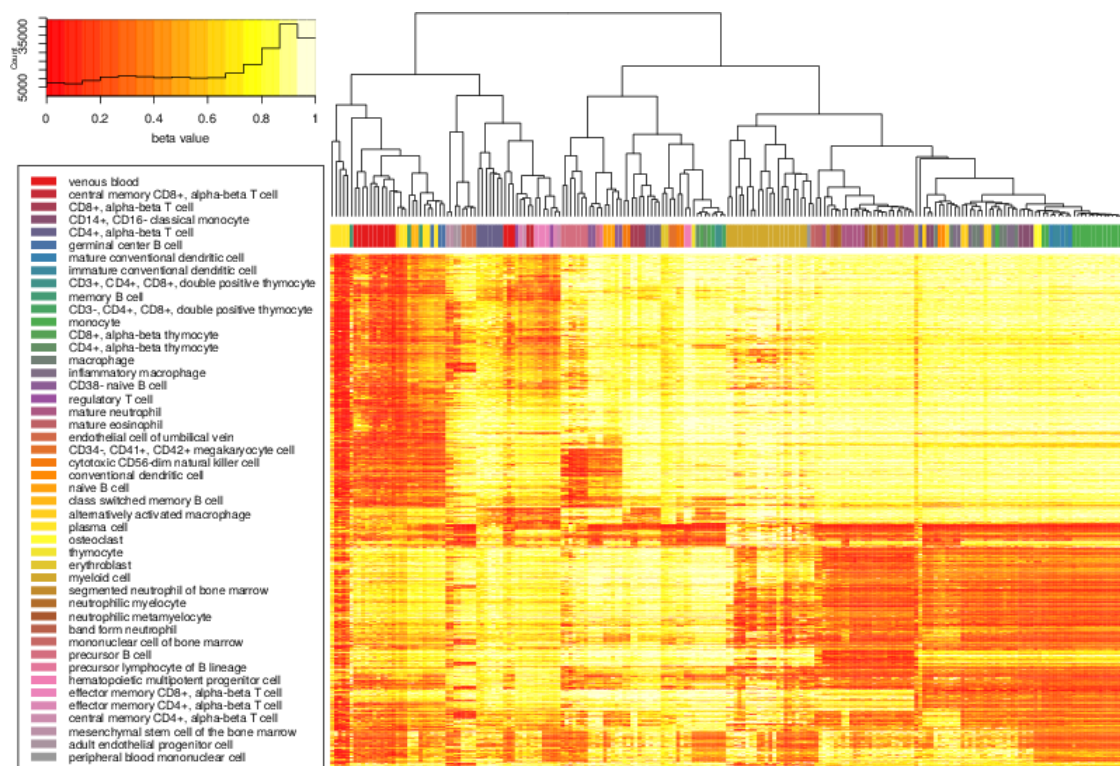 Count
5000 35000
0 0.2 0.4 0.6 0.8 1
beta value
venous blood
central memory CD8+, alpha-beta T cell
CD8+, alpha-beta T cell
CD14+, CD16- classical monocyte
CD4+, alpha-beta T cell
germinal center B cell
mature conventional dendritic cell
immature conventional dendritic cell
CD3+, CD4+, CD8+, double positive thymocyte
memory B cell
CD3-, CD4+, CD8+, double positive thymocyte
monocyte
CD8+, alpha-beta thymocyte
CD4+, alpha-beta thymocyte
macrophage
inflammatory macrophage
CD38- naive B cell
regulatory T cell
mature neutrophil
mature eosinophil
endothelial cell of umbilical vein
CD34-, CD41+, CD42+ megakaryocyte cell
cytotoxic CD56-dim natural killer cell
conventional dendritic cell
naive B cell
class switched memory B cell
alternatively activated macrophage
plasma cell
osteoclast
thymocyte
erythroblast
myeloid cell
segmented neutrophil of bone marrow
neutrophilic myelocyte
neutrophilic metamyelocyte
band form neutrophil
mononuclear cell of bone marrow
precursor B cell
precursor lymphocyte of B lineage
hematopoietic multipotent progenitor cell
effector memory CD8+, alpha-beta T cell
effector memory CD4+, alpha-beta T cell
central memory CD4+, alpha-beta T cell
mesenchymal stem cell of the bone marrow
adult endothelial progenitor cell
peripheral blood mononuclear cell